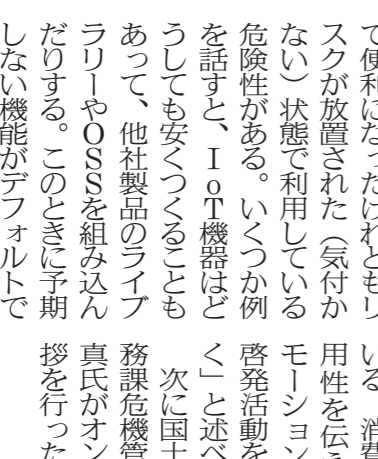 て便利になったけれどもリ
スクが放置された（気付か
ない）状態で利用している
危険性がある。いくつか例
を話すと、IoT機器はど
うしても安くつくることも
あって、他社製品のライブ
ラリーやOSSを組み込ん
だりする。このときに予期
しない機能がデフォルトで
いる。消費
用性を伝え
モーション
啓発活動を
く」と述べ
次に国土
務課危機管
真氏がオン
拶を行った